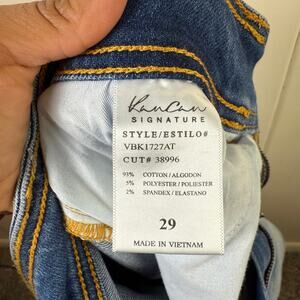 KanCan
SIGNATURE
STYLE/ESTILO#
VBK1727AT
CUT# 38996
93% COTTON/ALGODON
5% POLYESTER/POLIESTER
2% SPANDEX/ELASTANO
29
MADE IN VIETNAM